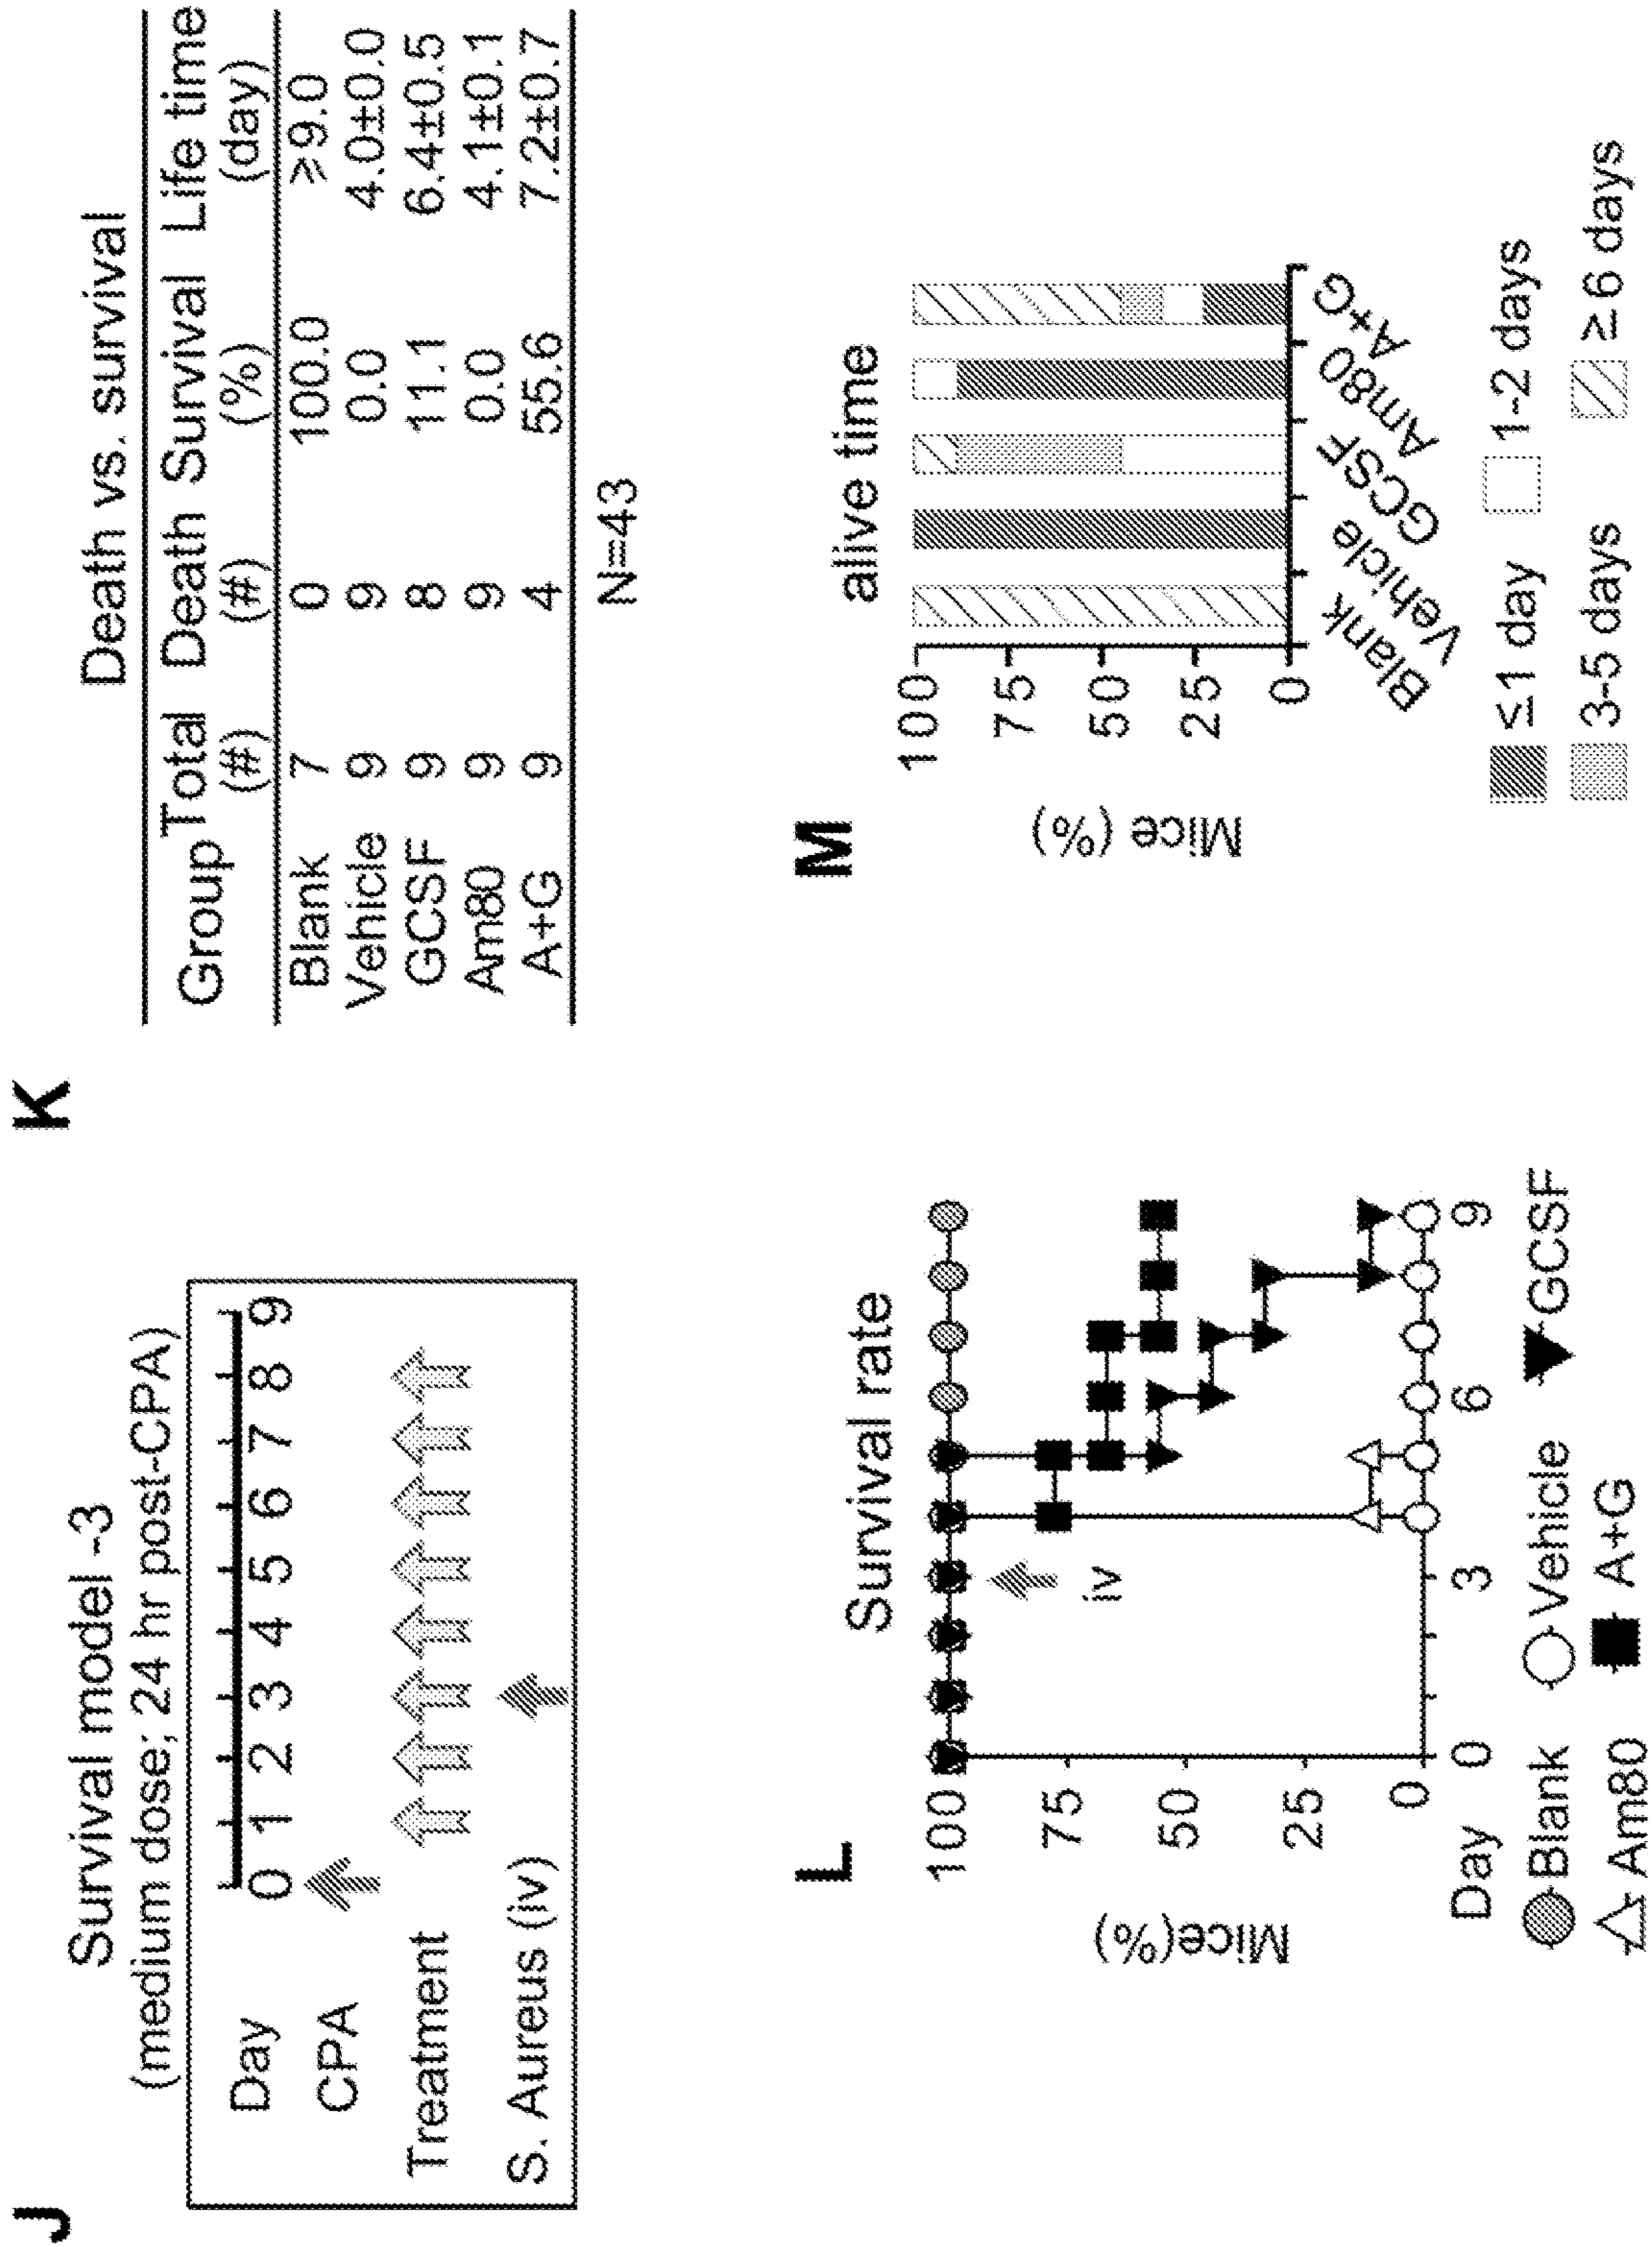 J
Survival model -3
(medium dose; 24 hr post-CPA)
Day 0 1 2 3 4 5 6 7 8 9
CPA
Treatment
S. Aureus (iv)
K
Death vs. survival
Group Total Death Survival Life time
(#) (#) (%) (day)
Blank 7 0 100.0 ≥9.0
Vehicle 9 9 0.0 4.0±0.0
GCSF 9 8 11.1 6.4±0.5
Am80 9 9 0.0 4.1±0.1
A+G 9 4 55.6 7.2±0.7
N=43
L
Survival rate
Mice(%)
100
75
50
25
0
iv
Day 0 3 6 9
Blank Vehicle GCSF
Am80 A+G
M
alive time
Mice (%)
100
75
50
25
0
Blank Vehicle GCSF Am80 A+G
≤1 day 1-2 days
3-5 days ≥ 6 days